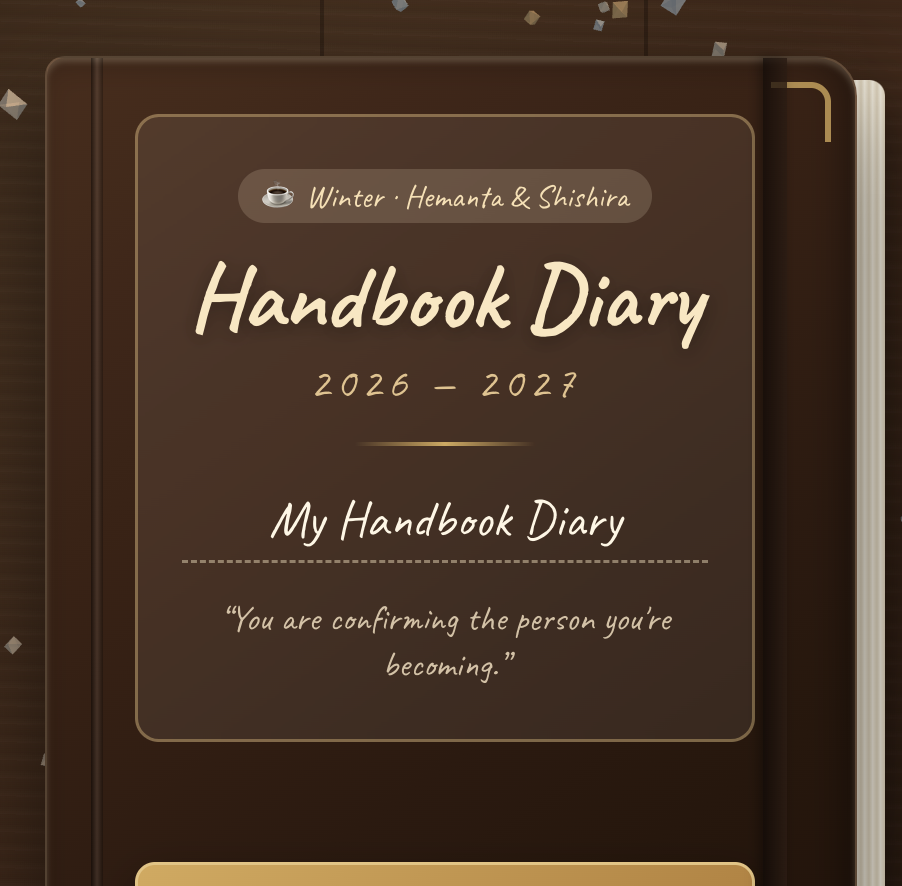 Winter · Hemanta & Shishira
Handbook Diary
2026 – 2027
My Handbook Diary
“You are confirming the person you're
becoming.”